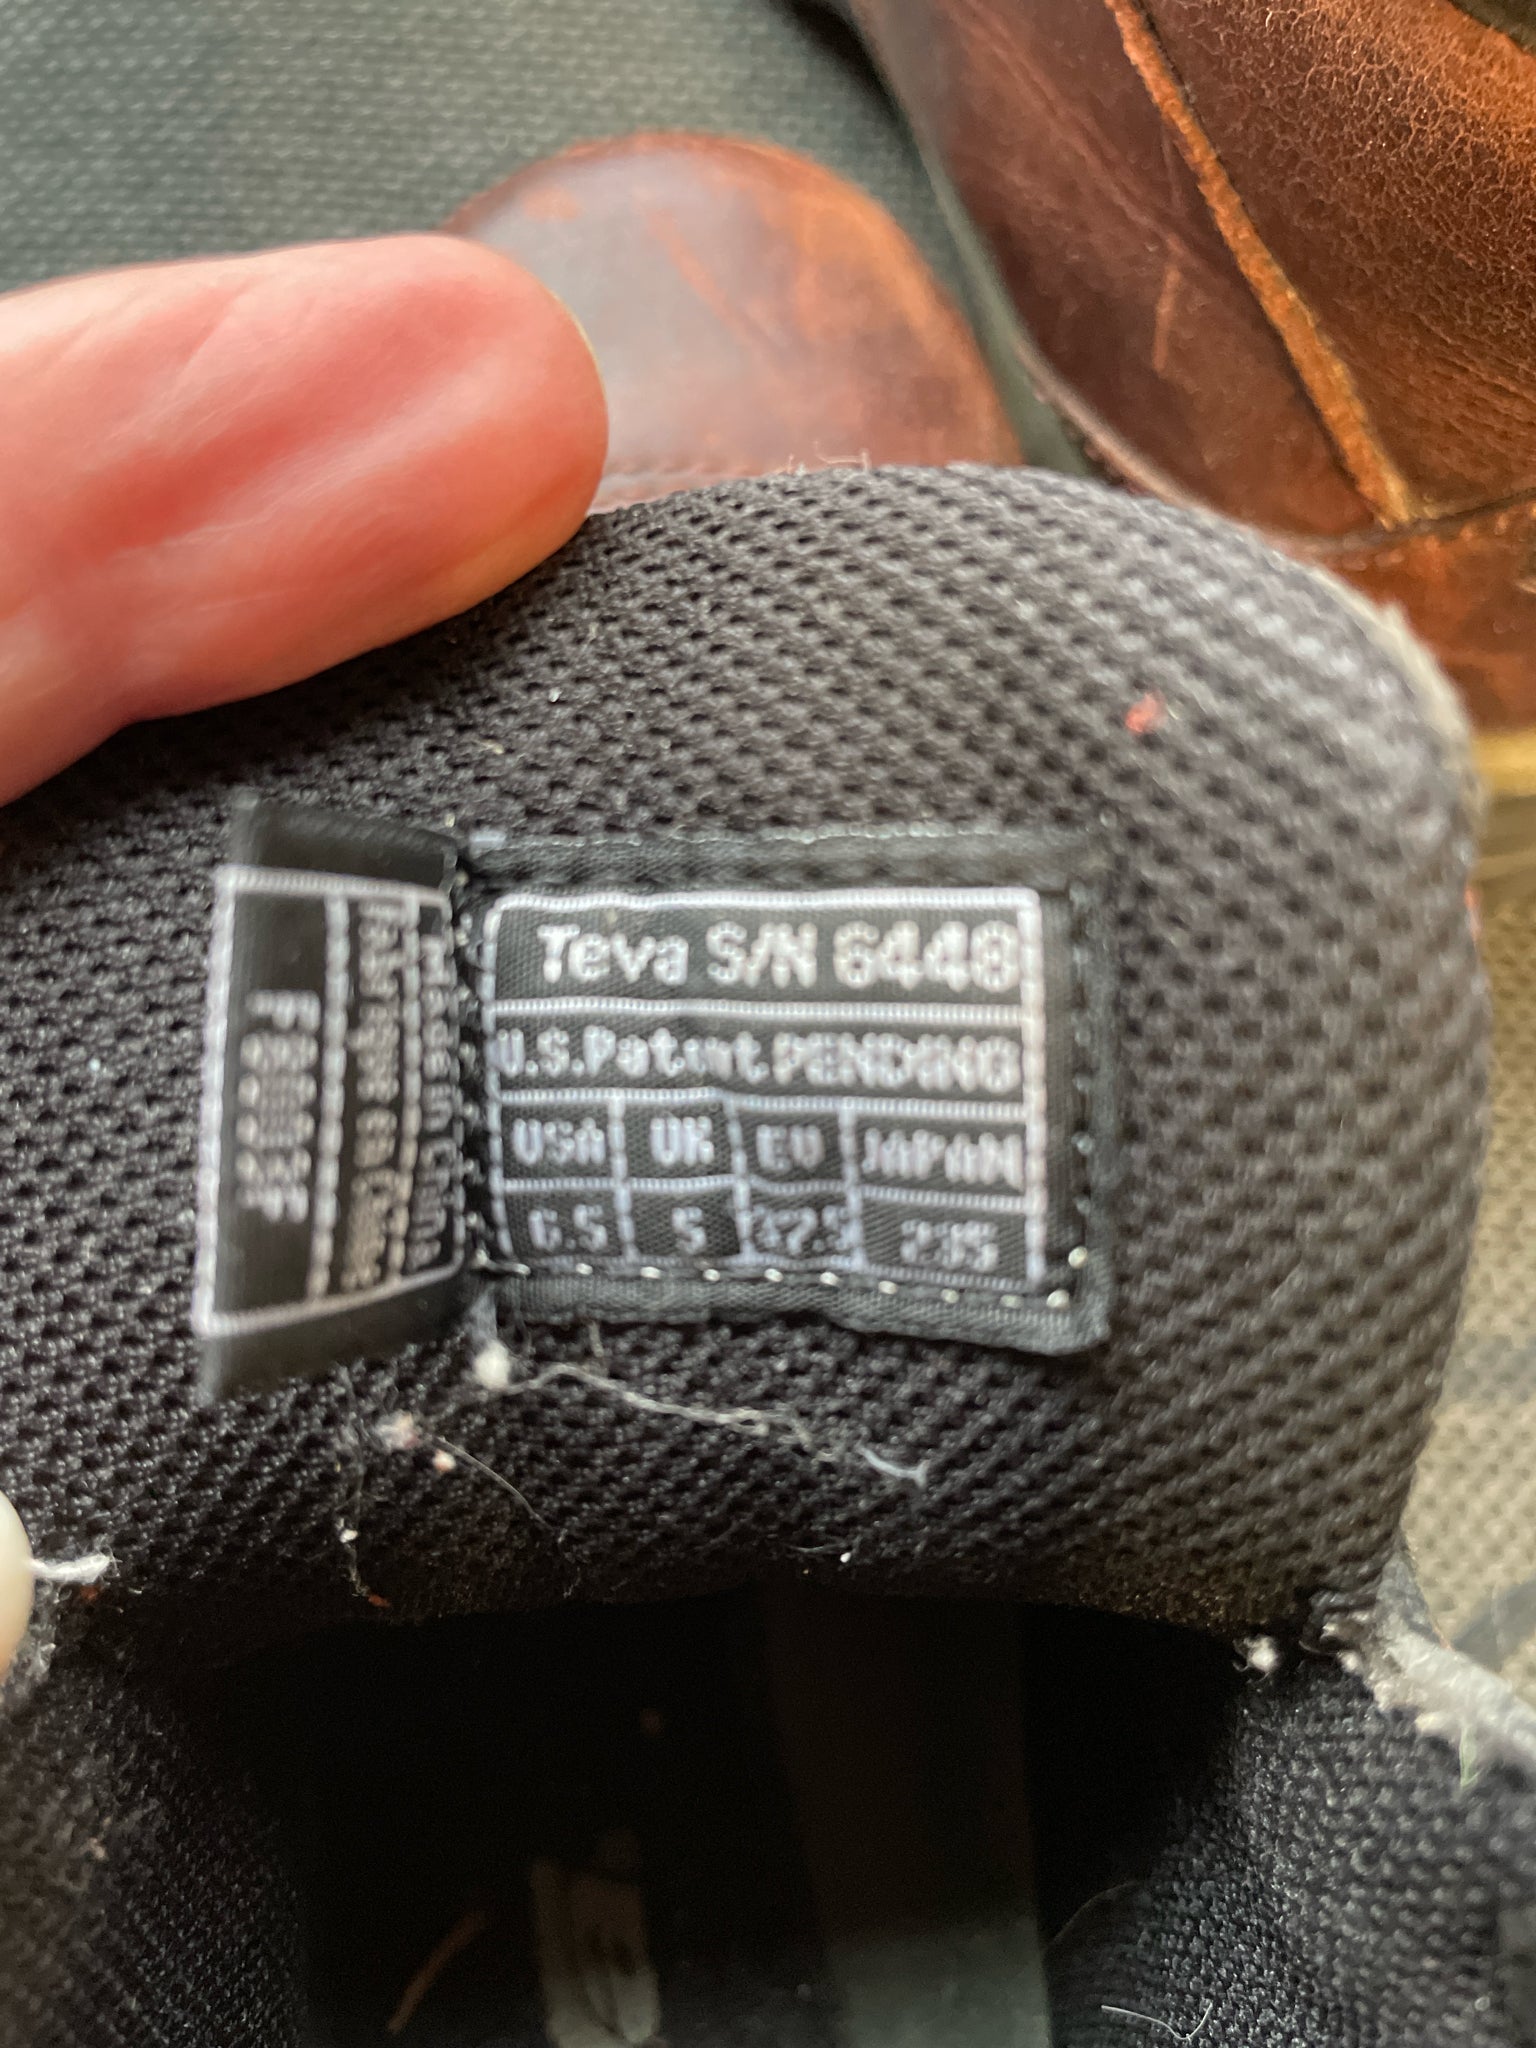 Teva S/N 6448
U.S.Patent.PENDING
USA UK EU JAPAN
6.5 5 37.5 235
Made in China